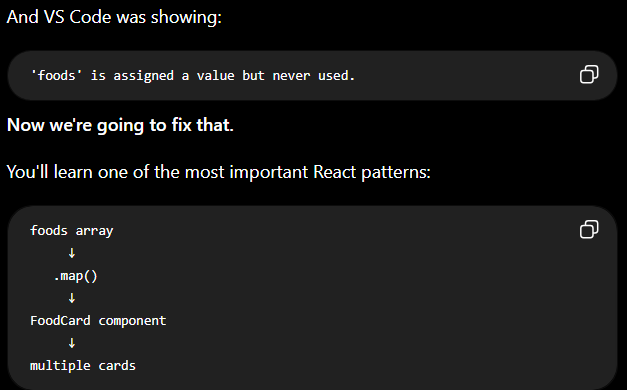 And VS Code was showing:
'foods' is assigned a value but never used.
Now we're going to fix that.
You'll learn one of the most important React patterns:
foods array
↓
.map()
↓
FoodCard component
↓
multiple cards